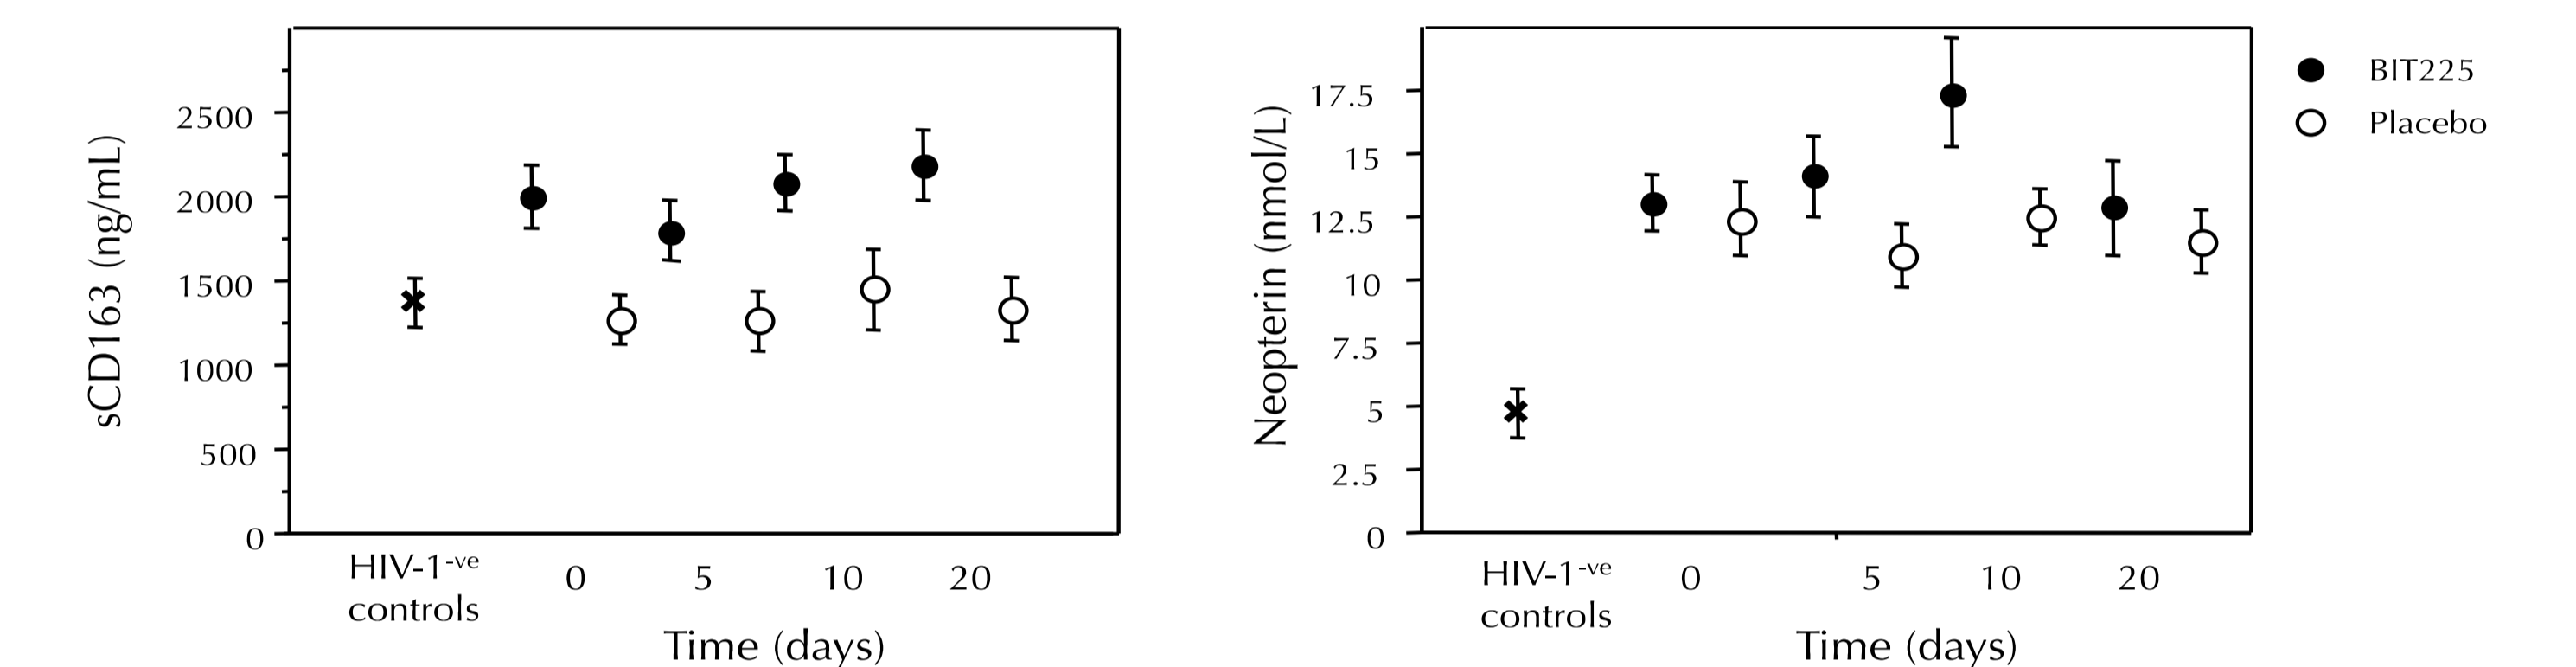 sCD163 (ng/mL)
2500
2000
1500
1000
500
0
HIV-1-ve
controls
0 5 10 20
Time (days)
Neopterin (nmol/L)
17.5
15
12.5
10
7.5
5
2.5
0
HIV-1-ve
controls
0 5 10 20
Time (days)
BIT225
Placebo